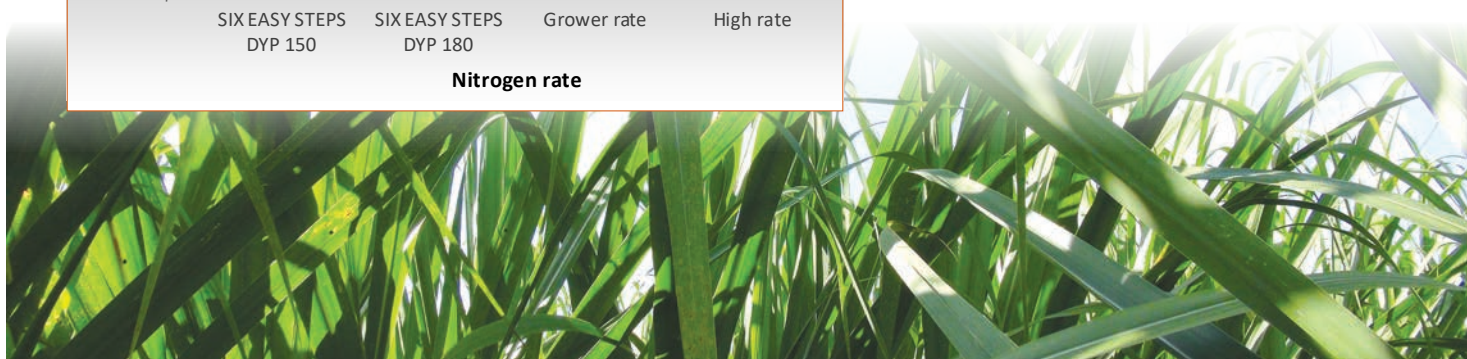 SIX EASY STEPS SIX EASY STEPS Grower rate High rate
DYP 150 DYP 180
Nitrogen rate